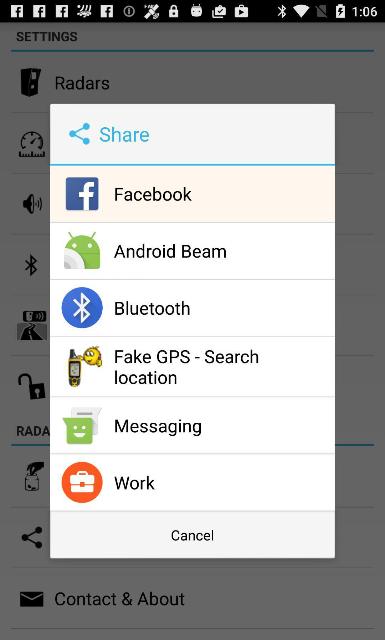 1:06
SETTINGS
Radars
Share
Facebook
Android Beam
Bluetooth
Fake GPS - Search
location
Messaging
Work
Cancel
RADA
Contact & About